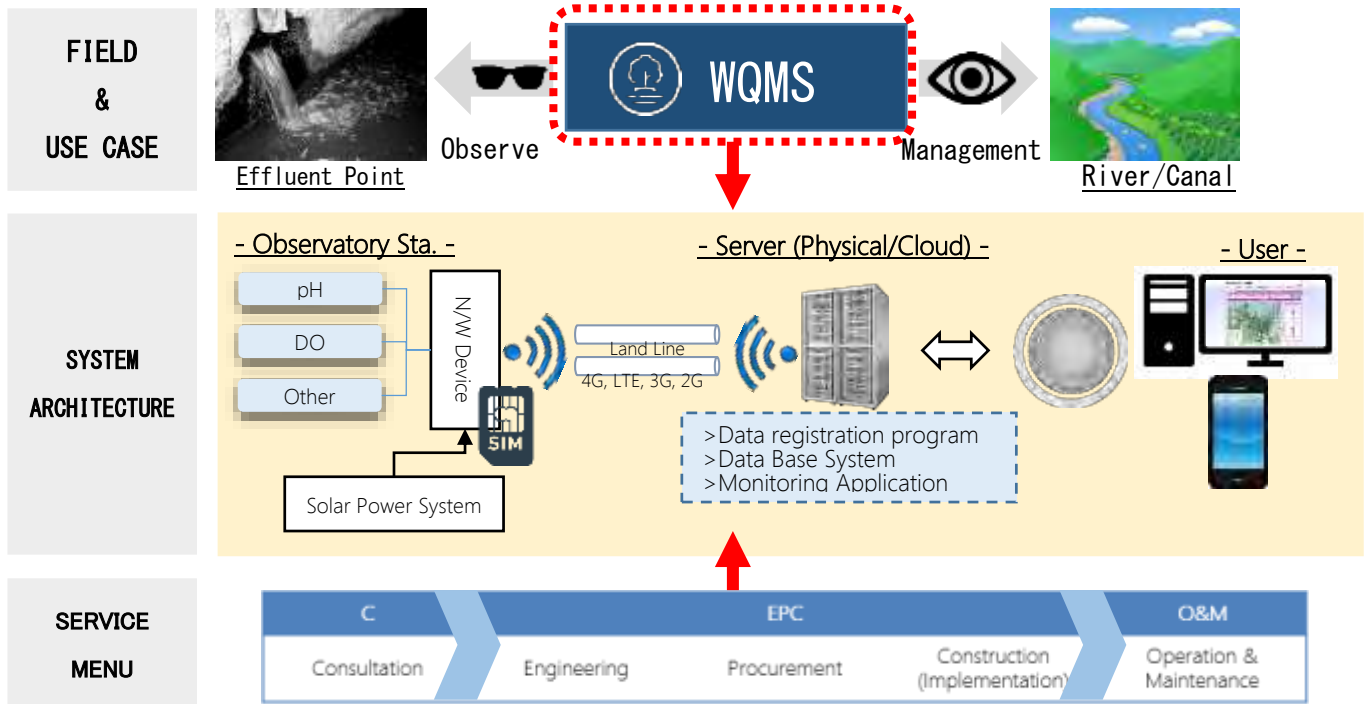 FIELD
&
USE CASE
WQMS
Observe
Management
Effluent Point
River/Canal
SYSTEM
ARCHITECTURE
- Observatory Sta. -
- Server (Physical/Cloud) -
- User -
pH
DO
Other
N/W Device
SIM
Solar Power System
Land Line
4G, LTE, 3G, 2G
>Data registration program
>Data Base System
>Monitoring Application
SERVICE
MENU
C
EPC
O&M
Consultation
Engineering
Procurement
Construction
(Implementation)
Operation &
Maintenance